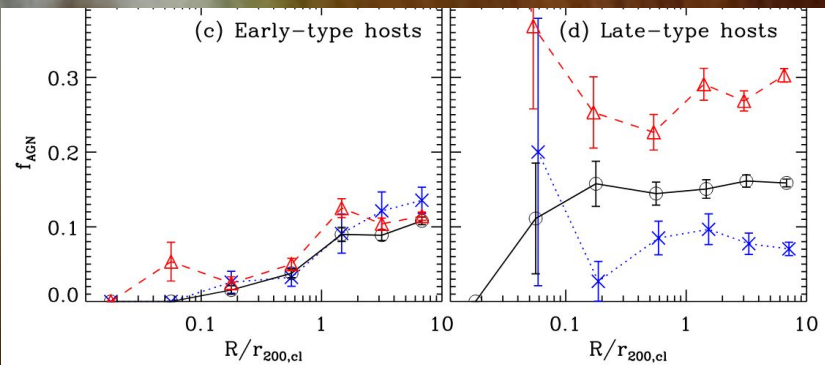 (c) Early-type hosts
(d) Late-type hosts
f_AGN
0.3
0.2
0.1
0.0
0.1 1 10
0.1 1 10
R/r_200,cl
R/r_200,cl